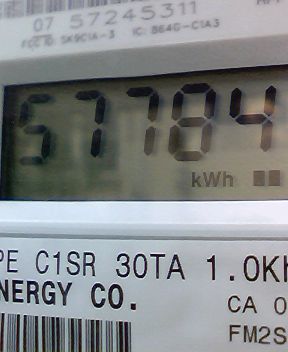 07 57245311
FCC ID SK9C1A-3 IC: 864G-C1A3
57784
kWh
PE C1SR 30TA 1.0Kh
NERGY CO.
CA 0
FM2S